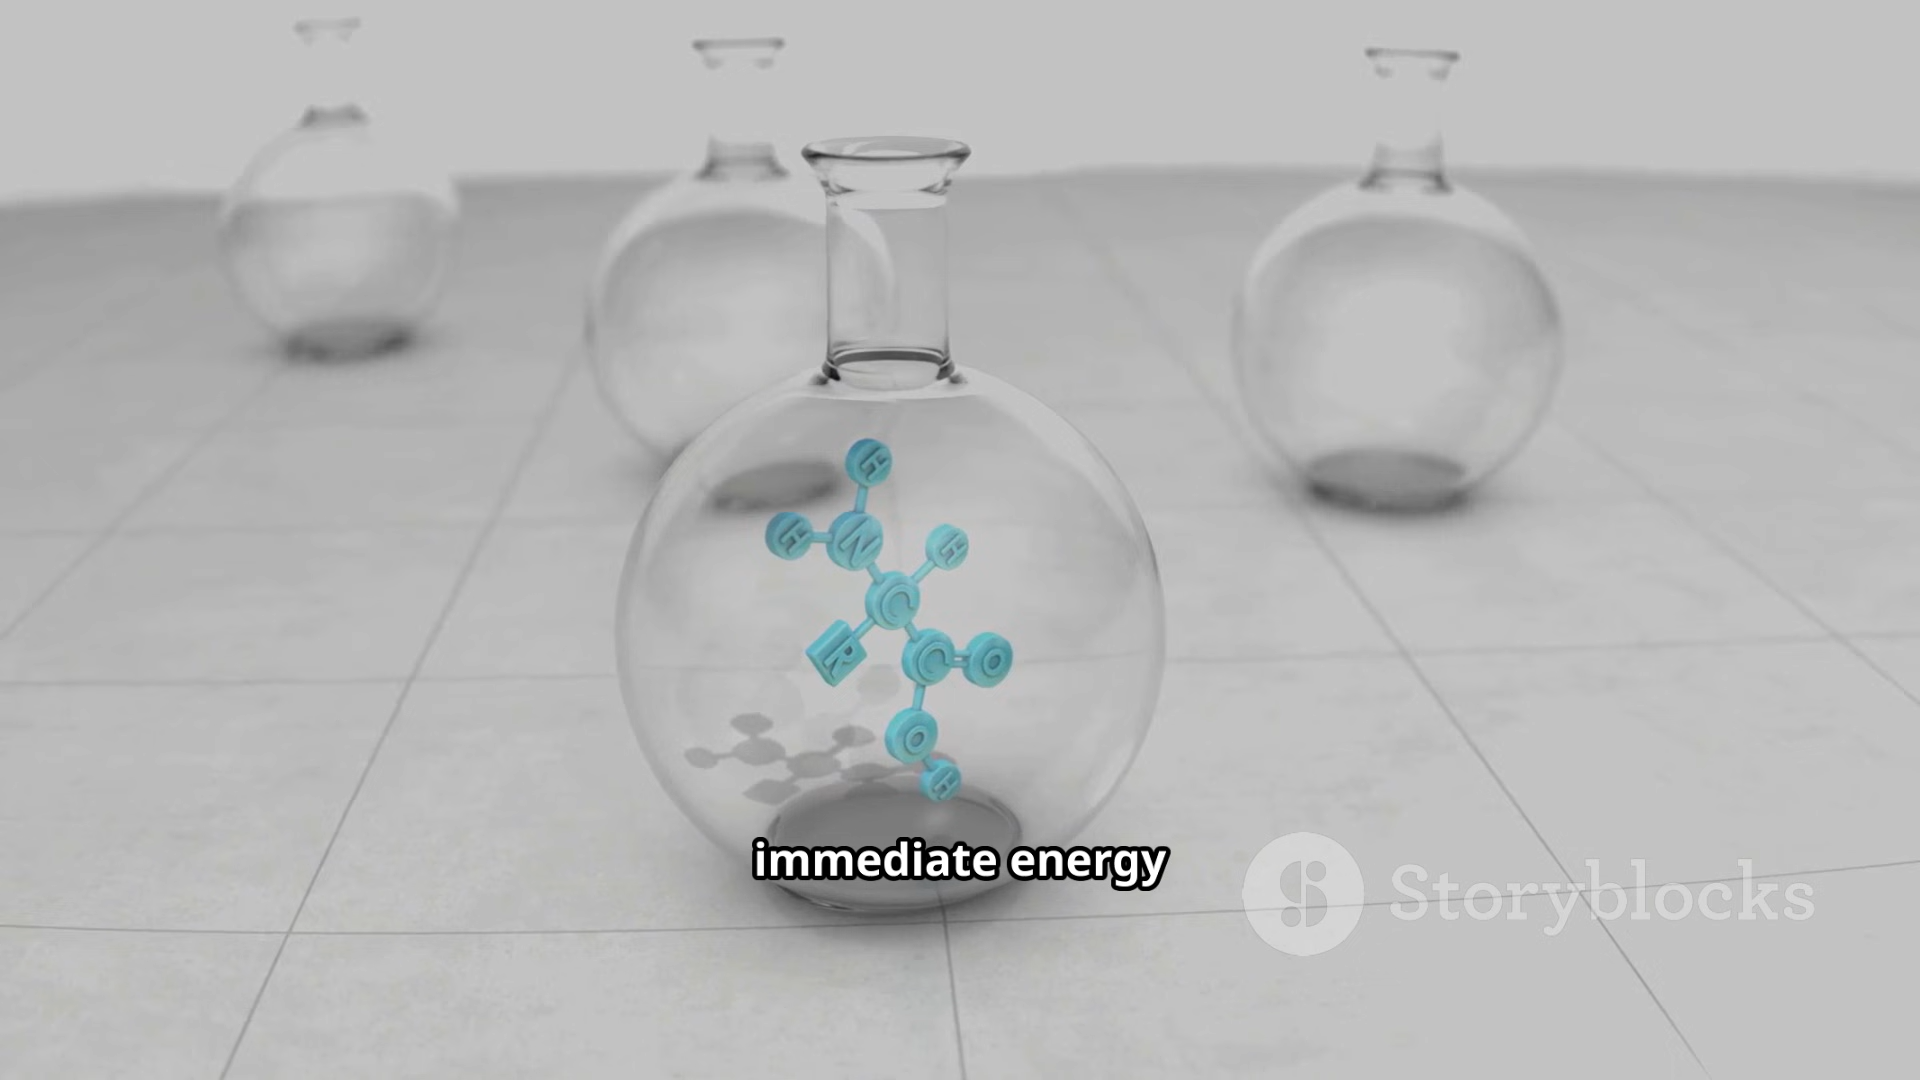 H
H N H
C
R C O
O
H
immediate energy
Storyblocks